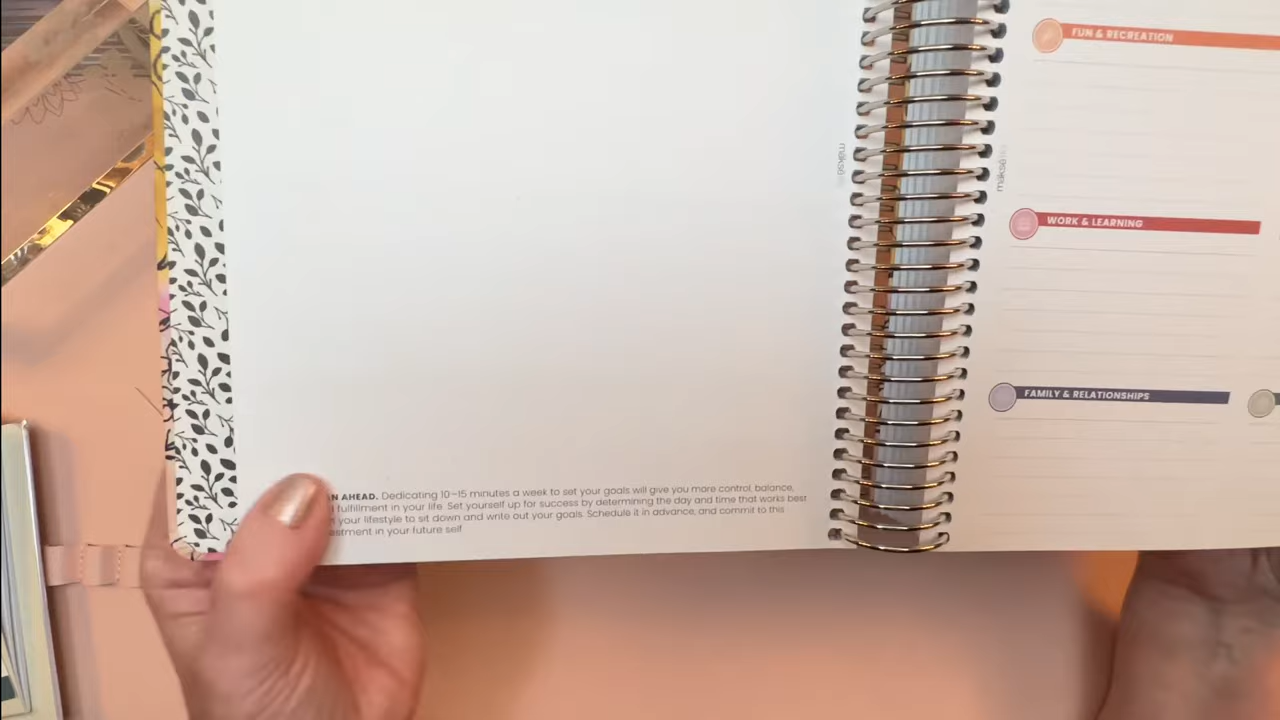 N AHEAD. Dedicating 10–15 minutes a week to set your goals will give you more control, balance,
fulfillment in your life. Set yourself up for success by determining the day and time that works best
your lifestyle to sit down and write out your goals. Schedule it in advance, and commit to this
estment in your future self
FUN & RECREATION
WORK & LEARNING
FAMILY & RELATIONSHIPS